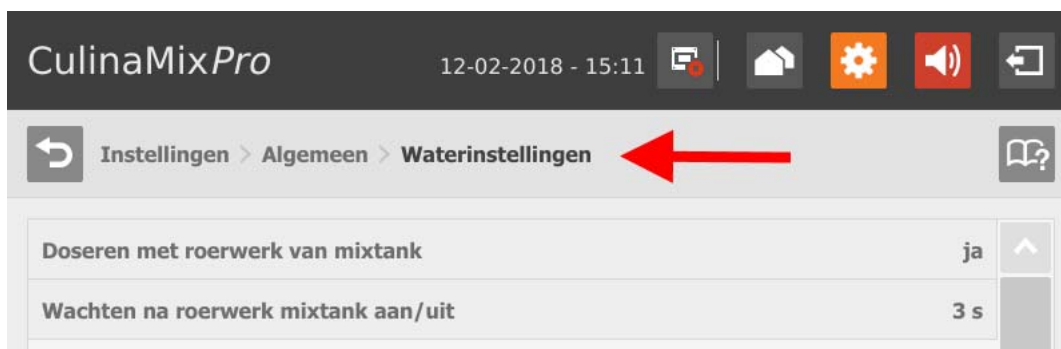 CulinaMixPro 12-02-2018 - 15:11
Instellingen > Algemeen > Waterinstellingen ?
Doseren met roerwerk van mixtank ja
Wachten na roerwerk mixtank aan/uit 3 s